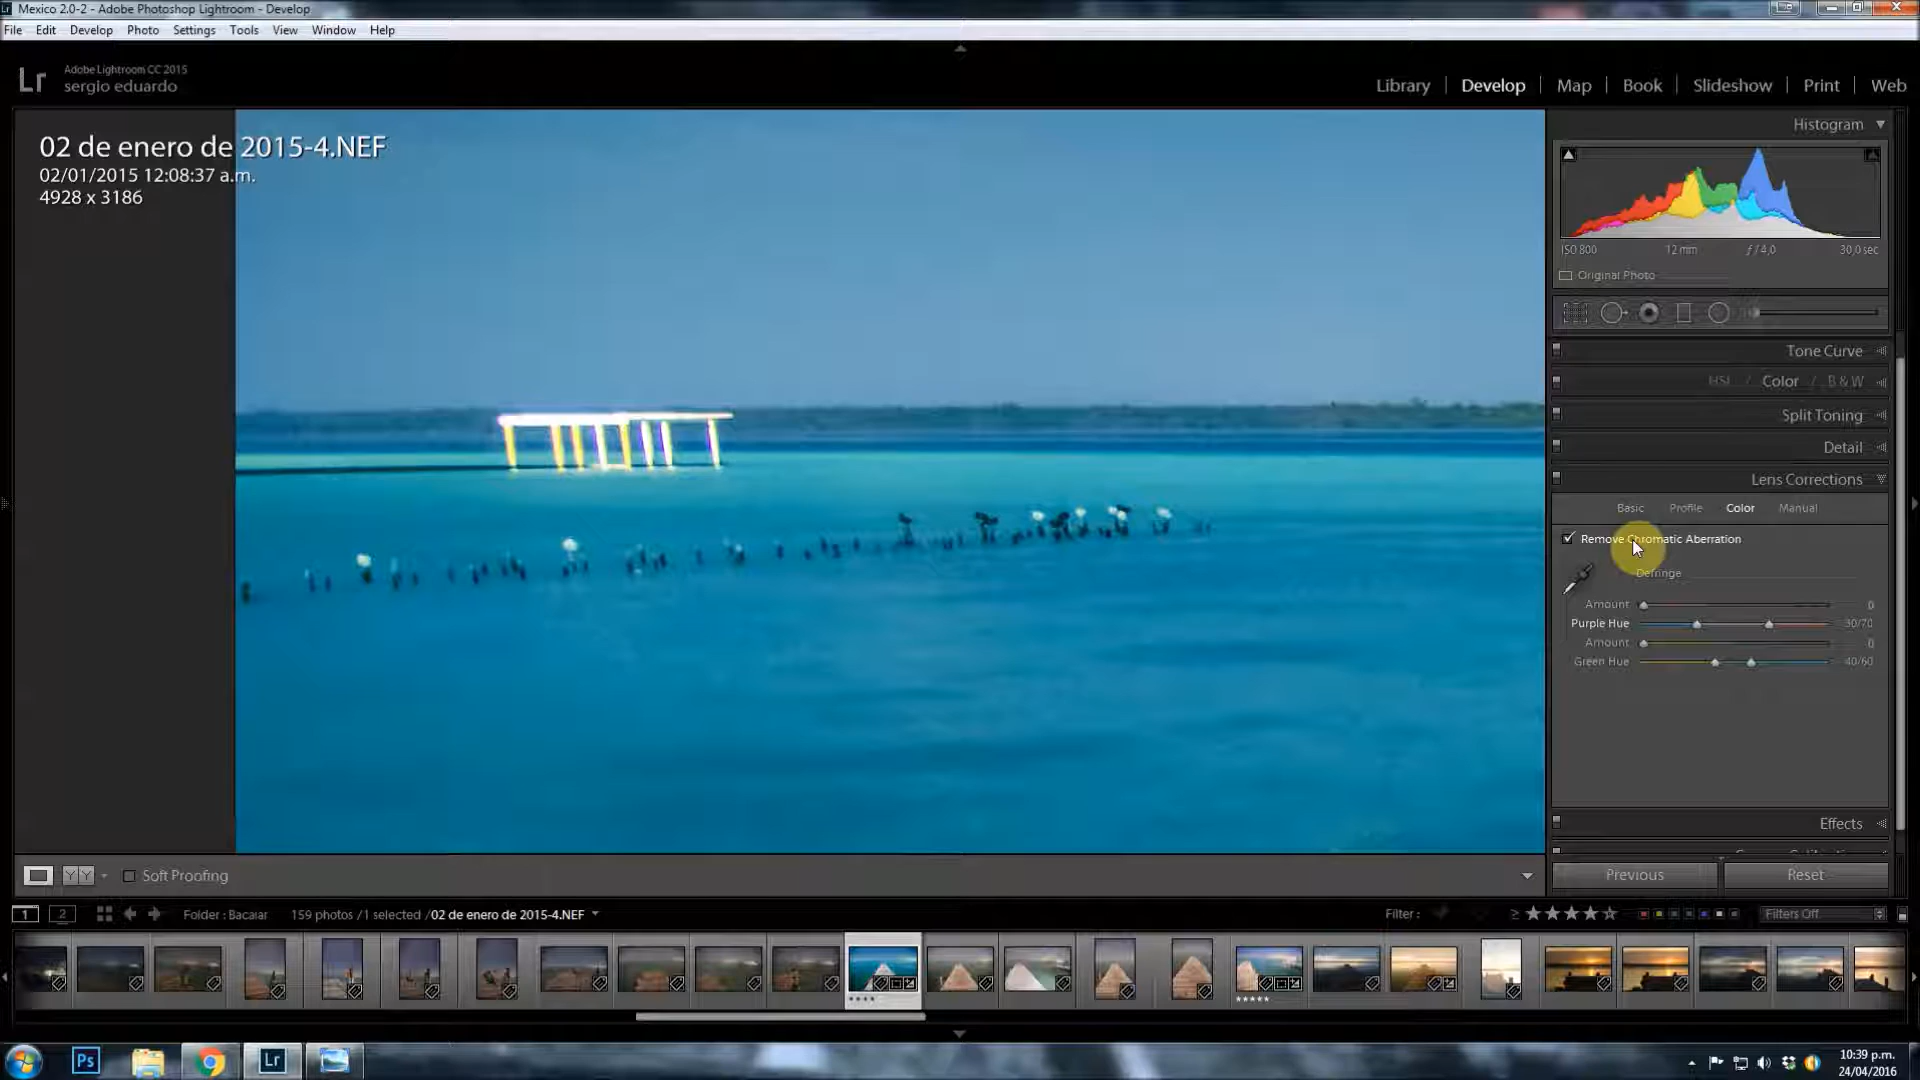 Mexico 2.0-2 - Adobe Photoshop Lightroom - Develop
File Edit Develop Photo Settings Tools View Window Help
Lr
Adobe Lightroom CC 2015
sergio eduardo
Library Develop Map Book Slideshow Print Web
02 de enero de 2015-4.NEF
02/01/2015 12:08:37 a.m.
4928 x 3186
Histogram
ISO 800 12 mm ƒ/4,0 30,0 sec
Original Photo
Tone Curve
HSL / Color / B & W
Split Toning
Detail
Lens Corrections
Basic Profile Color Manual
Remove Chromatic Aberration
Defringe
Amount 0
Purple Hue 30/70
Amount 0
Green Hue 40/60
Effects
Previous Reset
Y Y Soft Proofing
1 2 Folder : Bacalar 159 photos / 1 selected / 02 de enero de 2015-4.NEF Filter : ≥ Filters Off
Ps Lr
10:39 p.m.
24/04/2016